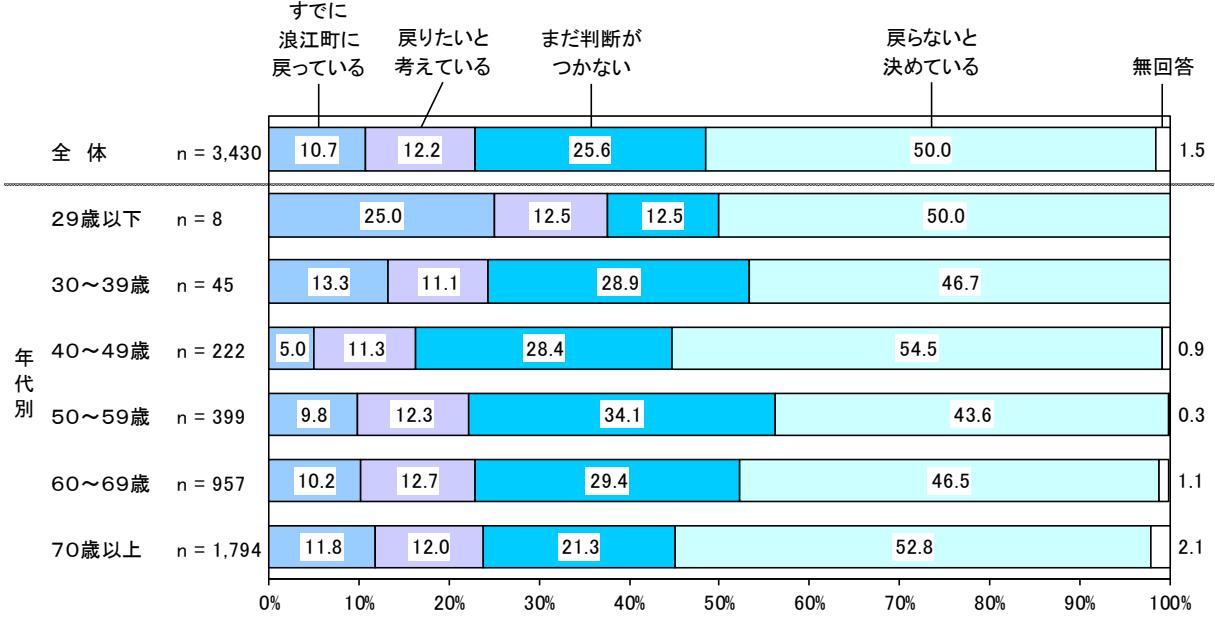 すでに
浪江町に
戻っている
戻りたいと
考えている
まだ判断が
つかない
戻らないと
決めている
無回答
全 体 n = 3,430 10.7 12.2 25.6 50.0 1.5
年代別
29歳以下 n = 8 25.0 12.5 12.5 50.0
30～39歳 n = 45 13.3 11.1 28.9 46.7
40～49歳 n = 222 5.0 11.3 28.4 54.5 0.9
50～59歳 n = 399 9.8 12.3 34.1 43.6 0.3
60～69歳 n = 957 10.2 12.7 29.4 46.5 1.1
70歳以上 n = 1,794 11.8 12.0 21.3 52.8 2.1
0% 10% 20% 30% 40% 50% 60% 70% 80% 90% 100%